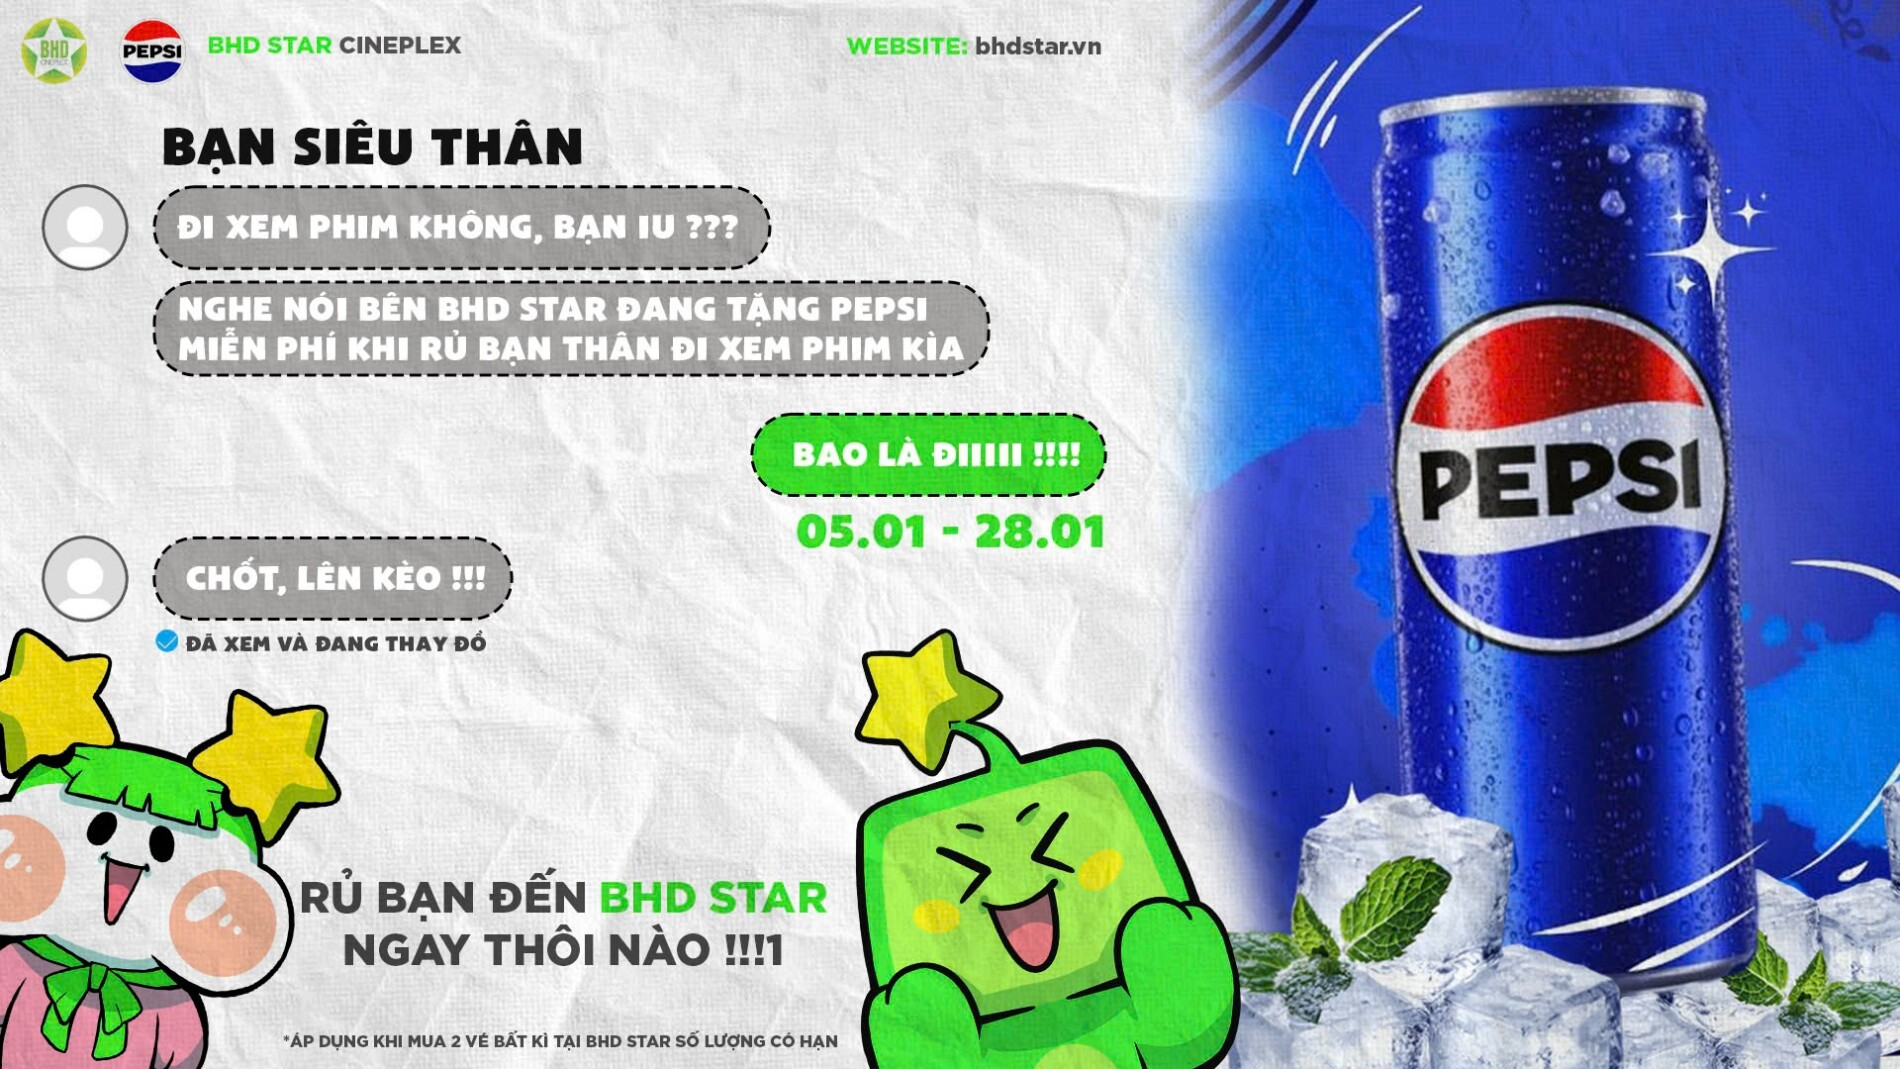 BHD
CINEPLEX
PEPSI
BHD STAR CINEPLEX
WEBSITE: bhdstar.vn
BẠN SIÊU THÂN
ĐI XEM PHIM KHÔNG, BẠN IU ???
NGHE NÓI BÊN BHD STAR ĐANG TẶNG PEPSI
MIỄN PHÍ KHI RỦ BẠN THÂN ĐI XEM PHIM KÌA
BAO LÀ ĐIIIII !!!!
05.01 - 28.01
CHỐT, LÊN KÈO !!!
ĐÃ XEM VÀ ĐANG THAY ĐỒ
PEPSI
RỦ BẠN ĐẾN BHD STAR
NGAY THÔI NÀO !!!1
*ÁP DỤNG KHI MUA 2 VÉ BẤT KÌ TẠI BHD STAR SỐ LƯỢNG CÓ HẠN